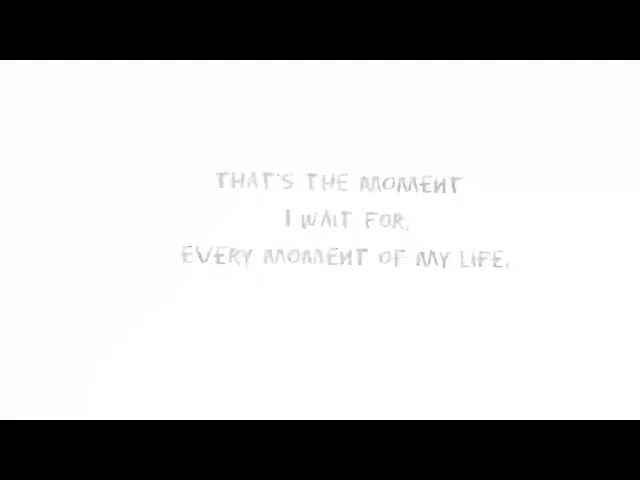 THAT'S THE MOMENT
I WAIT FOR,
EVERY MOMENT OF MY LIFE.